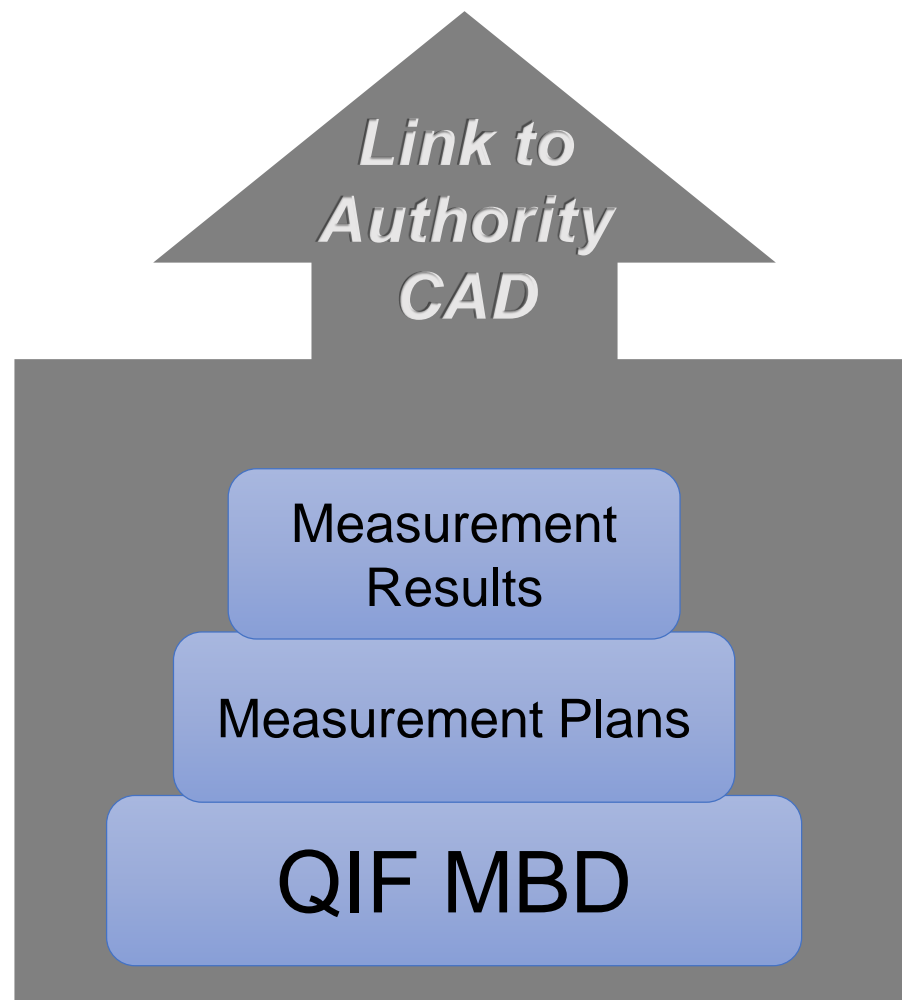 Link to
Authority
CAD
Measurement
Results
Measurement Plans
QIF MBD